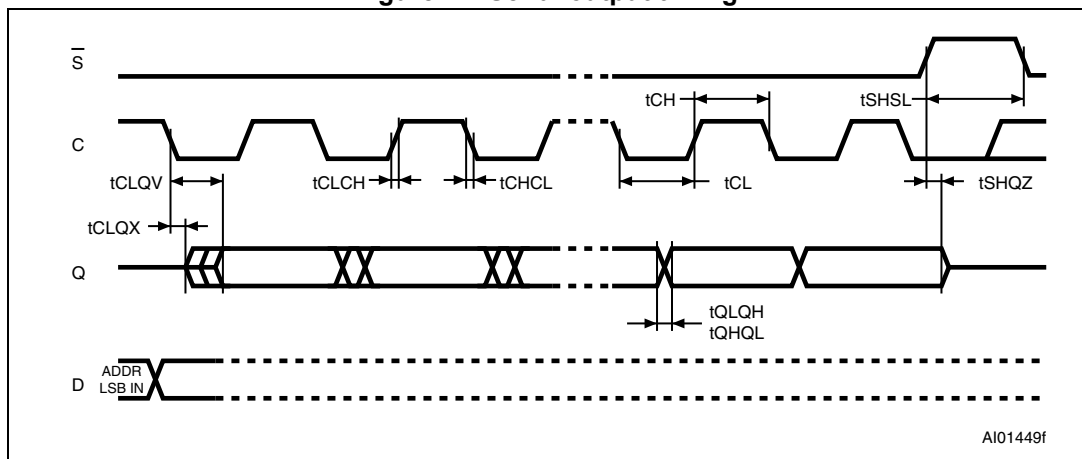 S
tCH
tSHSL
C
tCLQV
tCLCH
tCHCL
tCL
tSHQZ
tCLQX
Q
tQLQH
tQHQL
D
ADDR
LSB IN
AI01449f